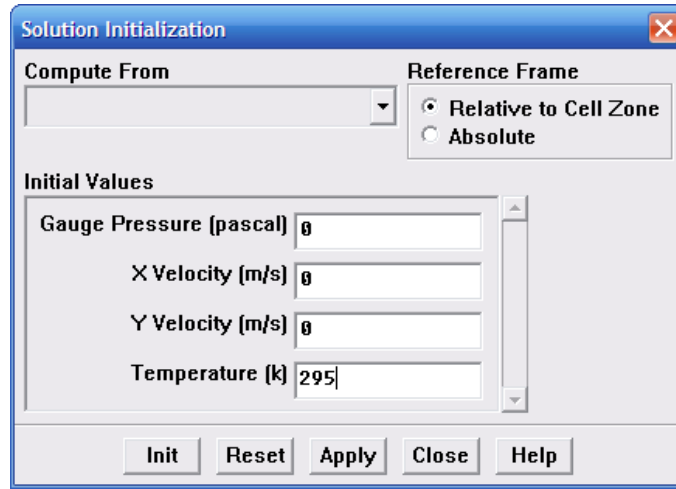 Solution Initialization
Compute From
Reference Frame
Relative to Cell Zone
Absolute
Initial Values
Gauge Pressure (pascal) 0
X Velocity (m/s) 0
Y Velocity (m/s) 0
Temperature (k) 295
Init Reset Apply Close Help